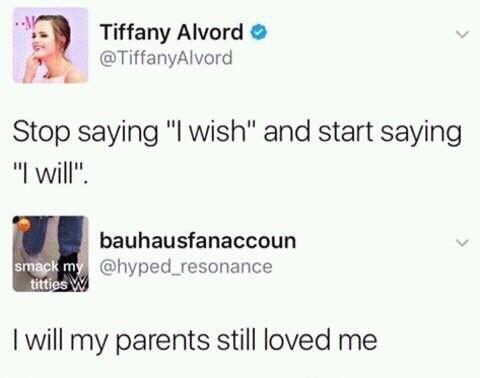 Tiffany Alvord
@TiffanyAlvord
Stop saying "I wish" and start saying
"I will".
bauhausfanaccoun
@hyped_resonance
smack my
titties W
I will my parents still loved me